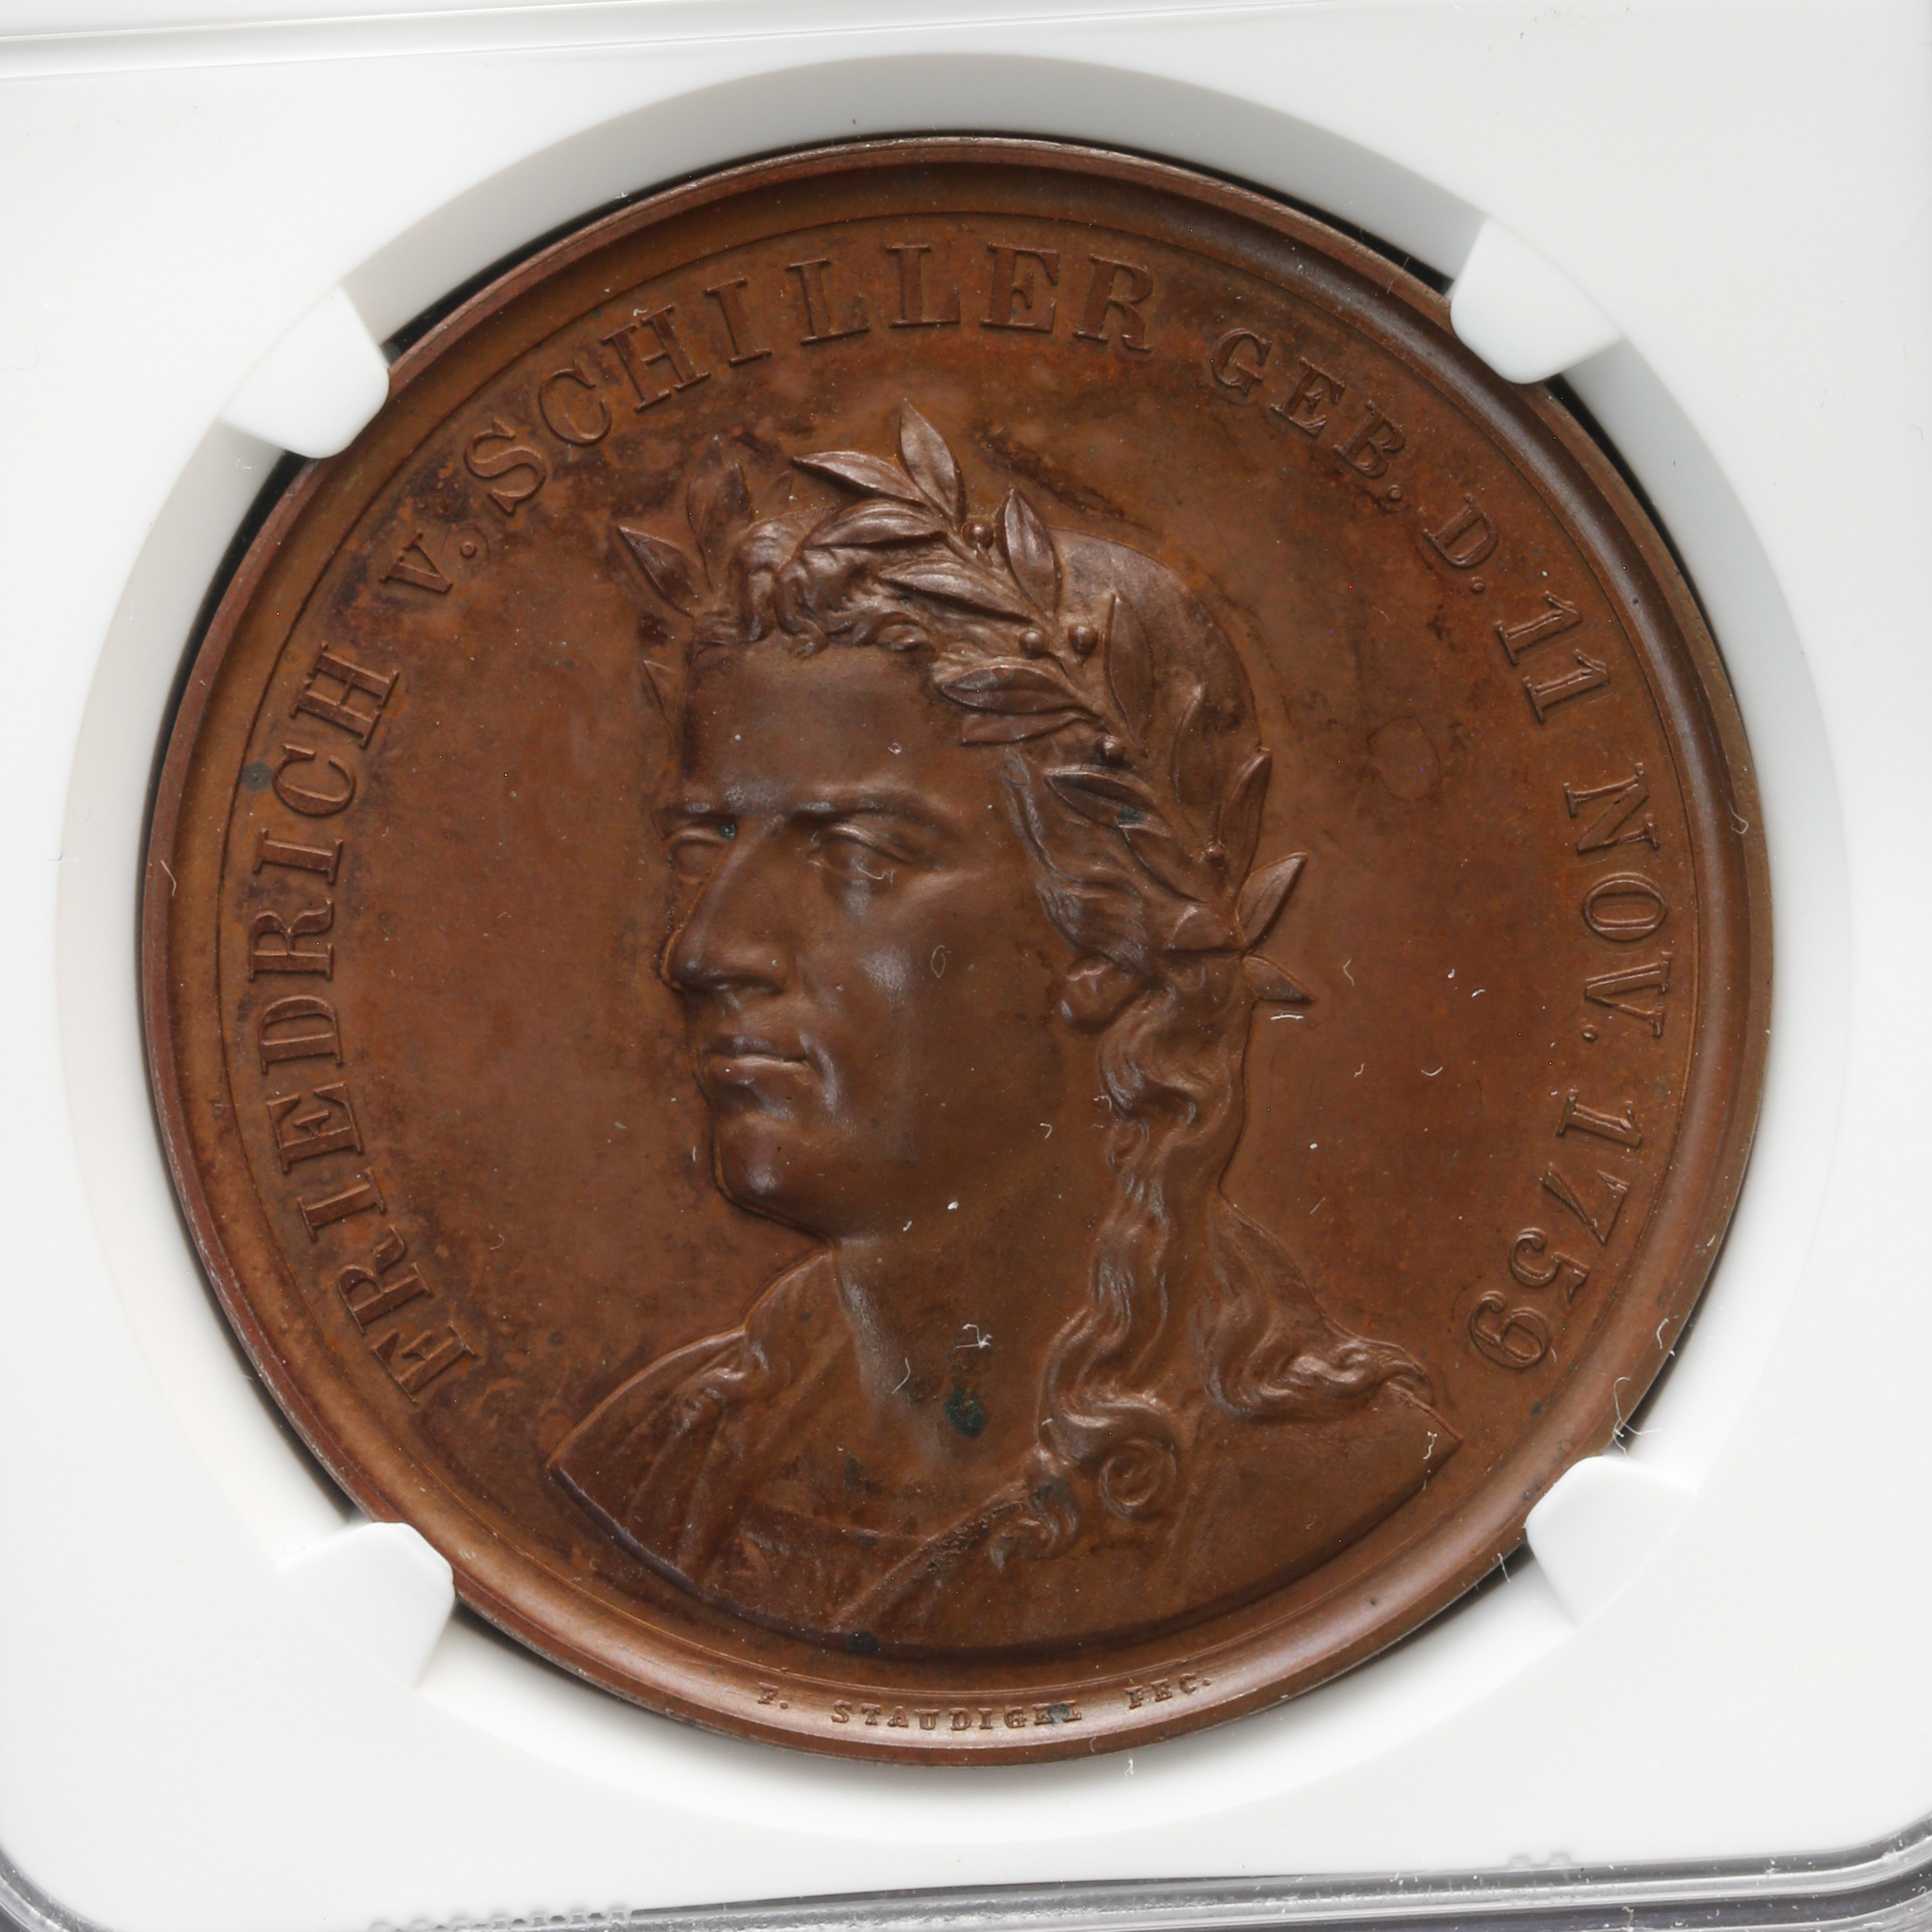 FRIEDRICH v. SCHILLER GEB. D. 11 NOV. 1759
F. STAUDIGEL FEC.